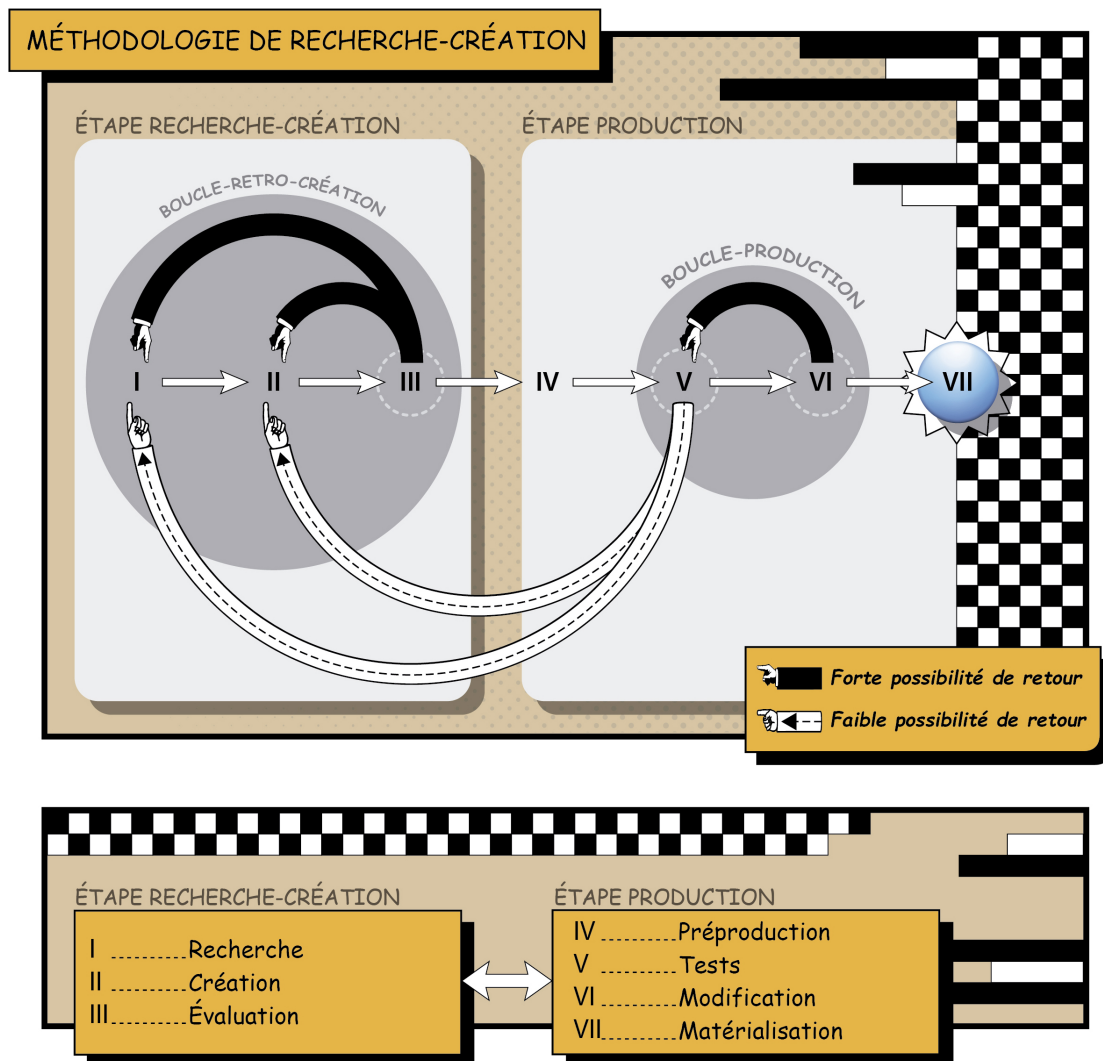 MÉTHODOLOGIE DE RECHERCHE-CRÉATION
ÉTAPE RECHERCHE-CRÉATION
ÉTAPE PRODUCTION
BOUCLE-RETRO-CRÉATION
BOUCLE-PRODUCTION
I
II
III
IV
V
VI
VII
Forte possibilité de retour
Faible possibilité de retour
ÉTAPE RECHERCHE-CRÉATION
I ..........Recherche
II ..........Création
III..........Évaluation
ÉTAPE PRODUCTION
IV ..........Préproduction
V ..........Tests
VI ..........Modification
VII..........Matérialisation